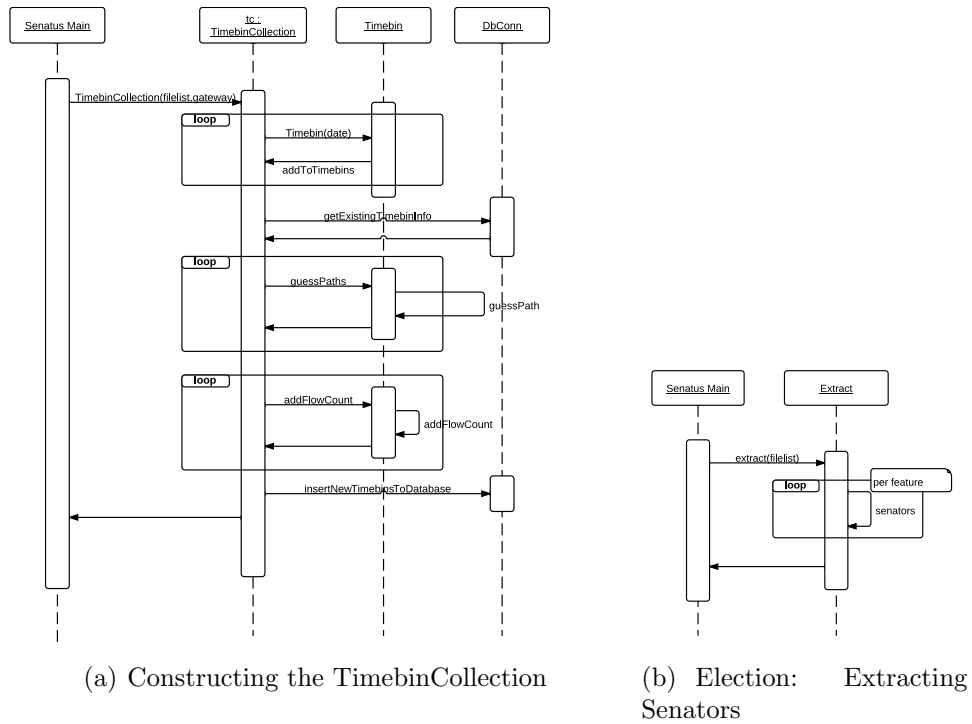 Senatus Main
tc :
TimebinCollection
Timebin
DbConn
TimebinCollection(filelist,gateway)
loop
Timebin(date)
addToTimebins
getExistingTimebinInfo
loop
guessPaths
guessPath
loop
addFlowCount
addFlowCount
insertNewTimebinsToDatabase
(a) Constructing the TimebinCollection
Senatus Main
Extract
extract(filelist)
per feature
loop
senators
(b) Election: Extracting
Senators